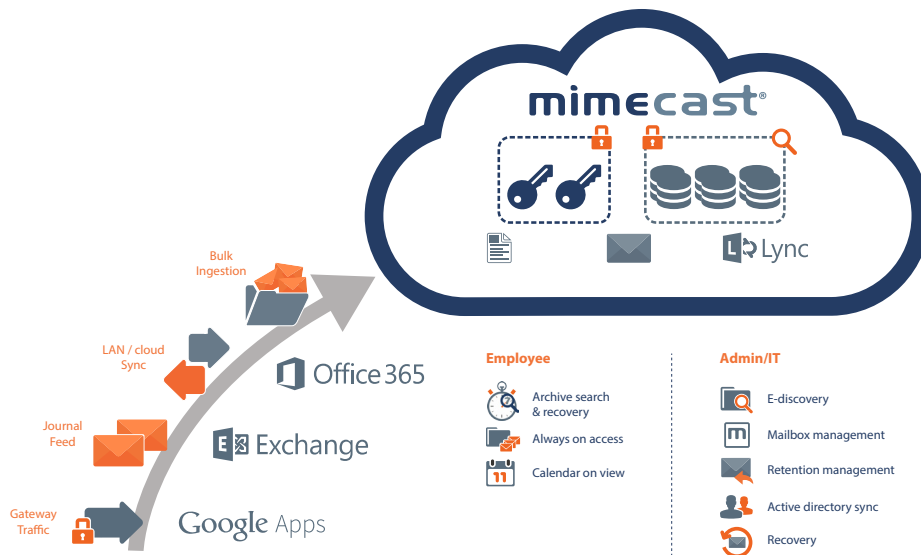 mimecast®
L Lync
Bulk
Ingestion
LAN / cloud
Sync
Office 365
Journal
Feed
E Exchange
Gateway
Traffic
Google Apps
Employee
Archive search
& recovery
Always on access
11
Calendar on view
Admin/IT
E-discovery
m
Mailbox management
Retention management
Active directory sync
Recovery